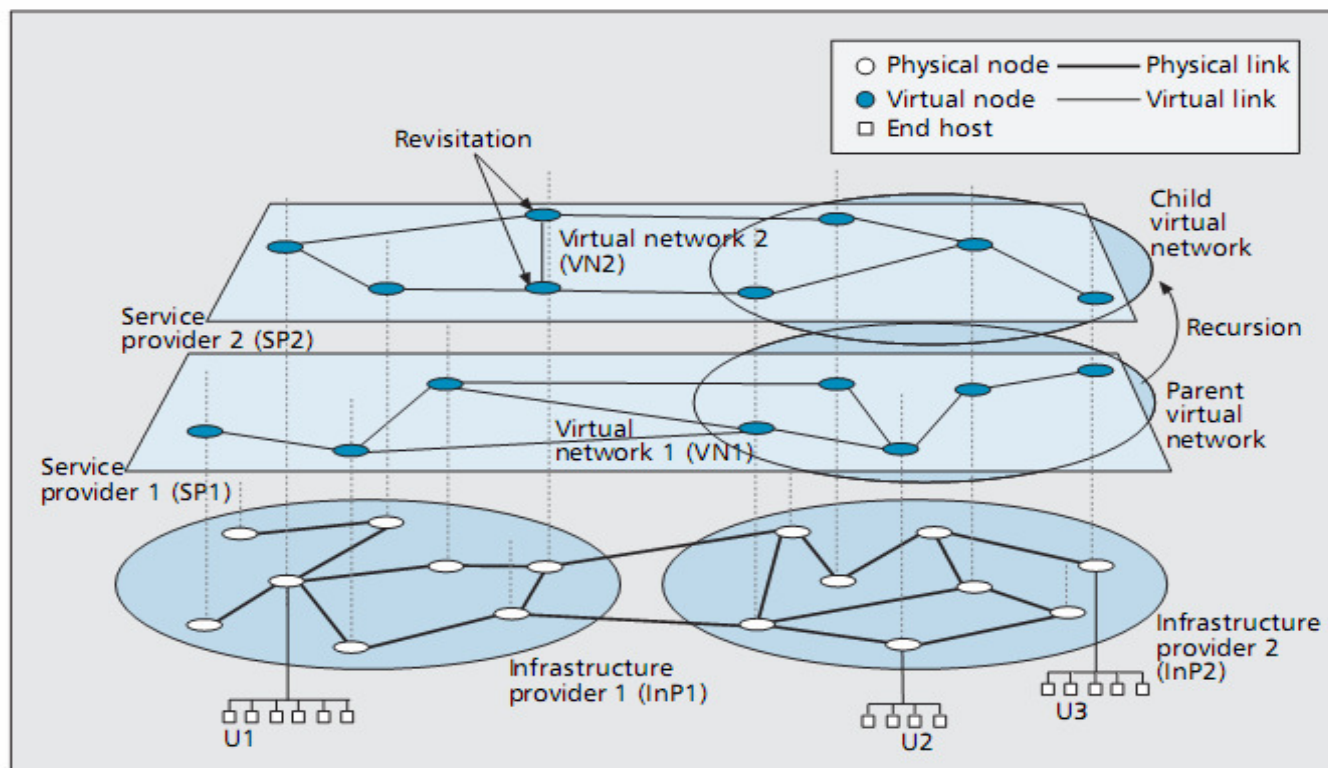 Physical node
Physical link
Virtual node
Virtual link
End host
Revisitation
Child
virtual
network
Virtual network 2
(VN2)
Service
provider 2 (SP2)
Recursion
Parent
virtual
network
Virtual
network 1 (VN1)
Service
provider 1 (SP1)
Infrastructure
provider 1 (InP1)
Infrastructure
provider 2
(InP2)
U1
U2
U3